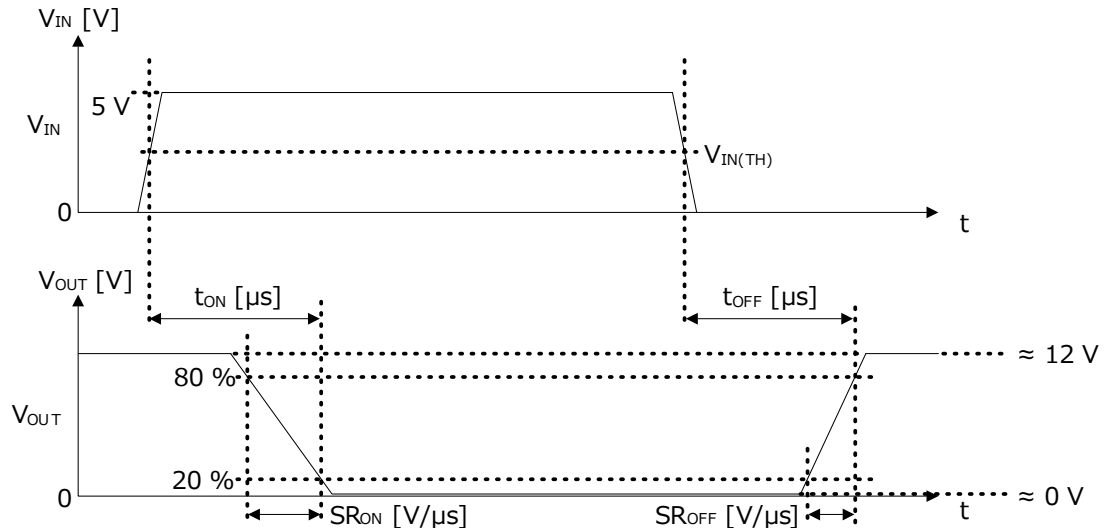 VIN [V]
5 V
VIN
VIN(TH)
0
t
VOUT [V]
tON [μs]
tOFF [μs]
≈ 12 V
80 %
VOUT
20 %
0
≈ 0 V
SRON [V/μs]
SROFF [V/μs]
t